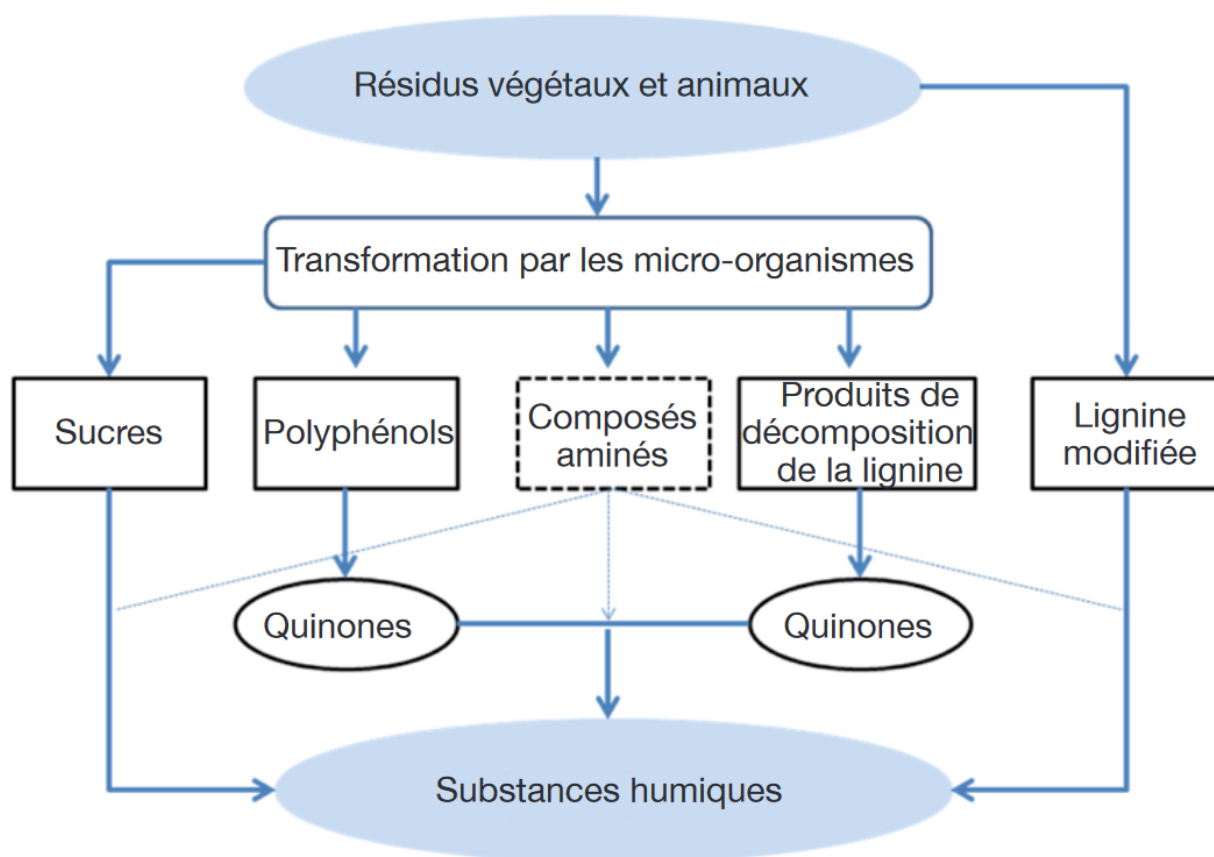 Résidus végétaux et animaux
Transformation par les micro-organismes
Sucres
Polyphénols
Composés
aminés
Produits de
décomposition
de la lignine
Lignine
modifiée
Quinones
Quinones
Substances humiques